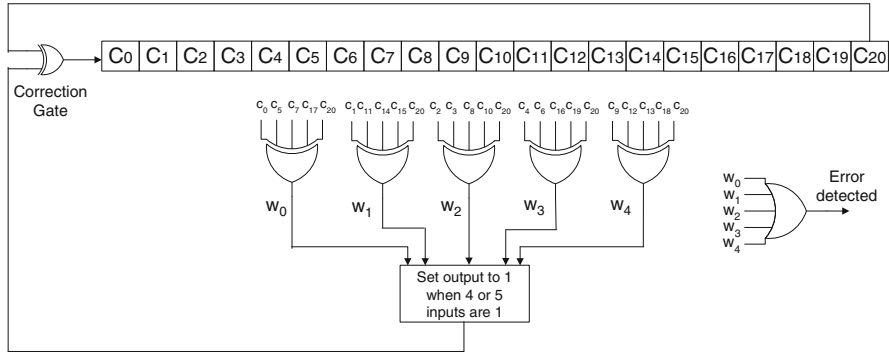 C0 C1 C2 C3 C4 C5 C6 C7 C8 C9 C10 C11 C12 C13 C14 C15 C16 C17 C18 C19 C20
Correction
Gate
c0 c5 c7 c17 c20 c1 c11 c14 c15 c20 c2 c3 c8 c10 c20 c4 c6 c16 c19 c20 c9 c12 c13 c18 c20
w0 w1 w2 w3 w4
w0
w1
w2
w3
w4
Error
detected
Set output to 1
when 4 or 5
inputs are 1